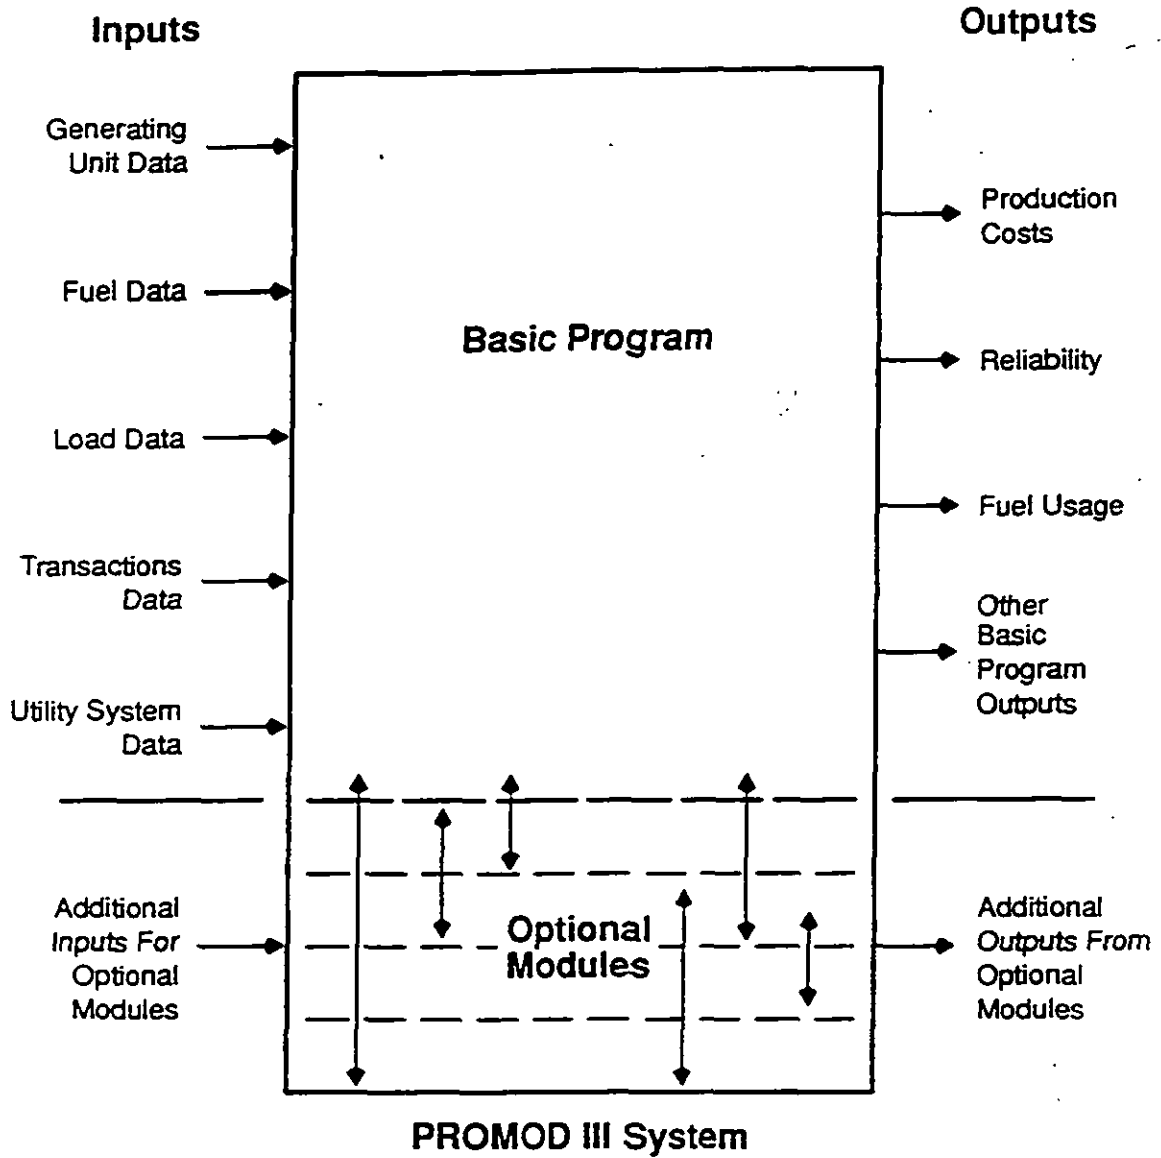 Inputs
Outputs
Generating
Unit Data
Fuel Data
Load Data
Transactions
Data
Utility System
Data
Basic Program
Production
Costs
Reliability
Fuel Usage
Other
Basic
Program
Outputs
Additional
Inputs For
Optional
Modules
Optional
Modules
Additional
Outputs From
Optional
Modules
PROMOD III System